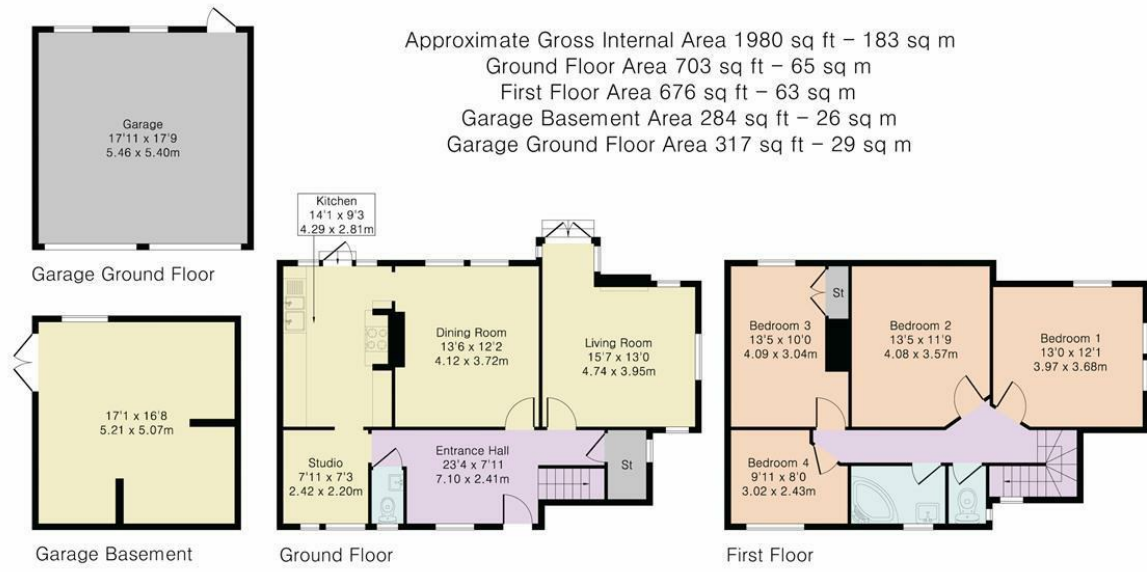 Approximate Gross Internal Area 1980 sq ft - 183 sq m
Ground Floor Area 703 sq ft - 65 sq m
First Floor Area 676 sq ft - 63 sq m
Garage Basement Area 284 sq ft - 26 sq m
Garage Ground Floor Area 317 sq ft - 29 sq m
Garage
17'11 x 17'9
5.46 x 5.40m
Garage Ground Floor
17'1 x 16'8
5.21 x 5.07m
Garage Basement
Kitchen
14'1 x 9'3
4.29 x 2.81m
Dining Room
13'6 x 12'2
4.12 x 3.72m
Living Room
15'7 x 13'0
4.74 x 3.95m
Studio
7'11 x 7'3
2.42 x 2.20m
Entrance Hall
23'4 x 7'11
7.10 x 2.41m
St
Ground Floor
Bedroom 3
13'5 x 10'0
4.09 x 3.04m
St
Bedroom 2
13'5 x 11'9
4.08 x 3.57m
Bedroom 1
13'0 x 12'1
3.97 x 3.68m
Bedroom 4
9'11 x 8'0
3.02 x 2.43m
First Floor